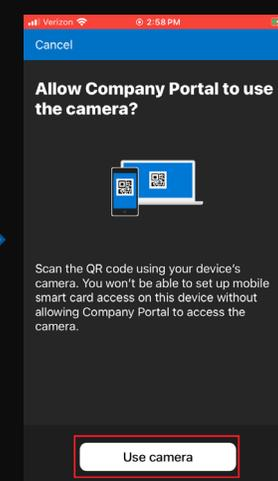 Verizon 2:58 PM
Cancel
Allow Company Portal to use
the camera?
Scan the QR code using your device's
camera. You won't be able to set up mobile
smart card access on this device without
allowing Company Portal to access the
camera.
Use camera